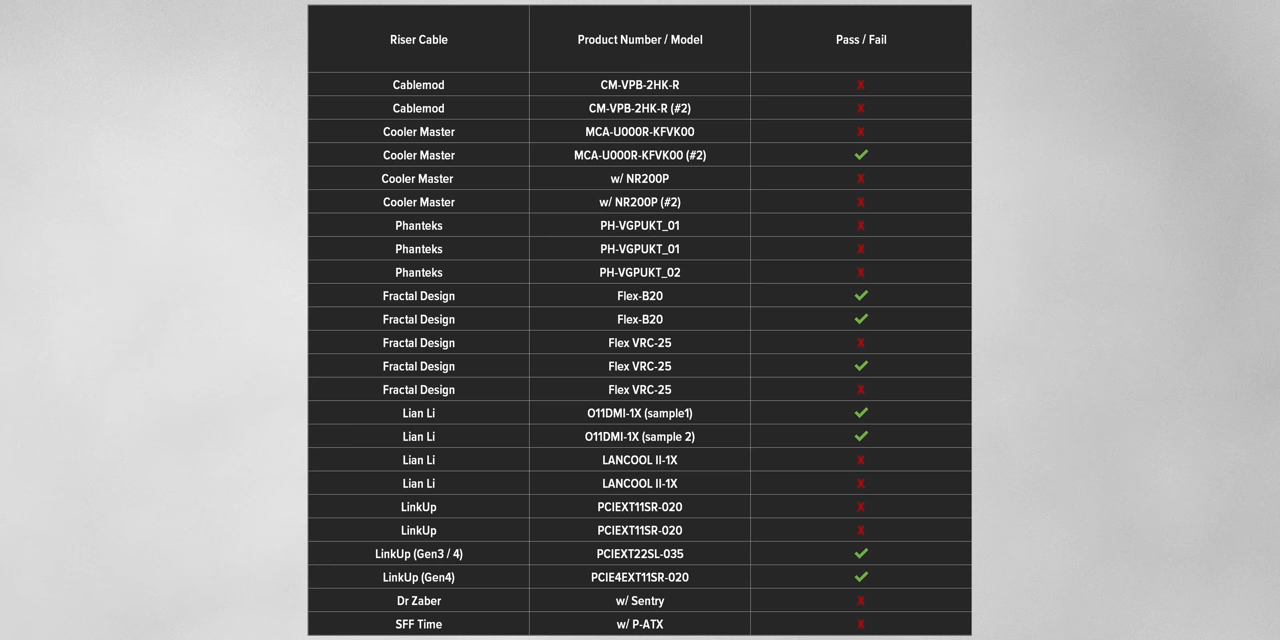 Riser Cable Product Number / Model Pass / Fail
Cablemod CM-VPB-2HK-R X
Cablemod CM-VPB-2HK-R (#2) X
Cooler Master MCA-U000R-KFVK00 X
Cooler Master MCA-U000R-KFVK00 (#2) ✓
Cooler Master w/ NR200P X
Cooler Master w/ NR200P (#2) X
Phanteks PH-VGPUKT_01 X
Phanteks PH-VGPUKT_01 X
Phanteks PH-VGPUKT_02 X
Fractal Design Flex-B20 ✓
Fractal Design Flex-B20 ✓
Fractal Design Flex VRC-25 X
Fractal Design Flex VRC-25 ✓
Fractal Design Flex VRC-25 X
Lian Li O11DMI-1X (sample1) ✓
Lian Li O11DMI-1X (sample 2) ✓
Lian Li LANCOOL II-1X X
Lian Li LANCOOL II-1X X
LinkUp PCIEXT11SR-020 X
LinkUp PCIEXT11SR-020 X
LinkUp (Gen3 / 4) PCIEXT22SL-035 ✓
LinkUp (Gen4) PCIE4EXT11SR-020 ✓
Dr Zaber w/ Sentry X
SFF Time w/ P-ATX X